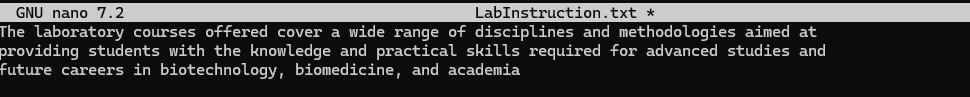 GNU nano 7.2 LabInstruction.txt *
The laboratory courses offered cover a wide range of disciplines and methodologies aimed at
providing students with the knowledge and practical skills required for advanced studies and
future careers in biotechnology, biomedicine, and academia